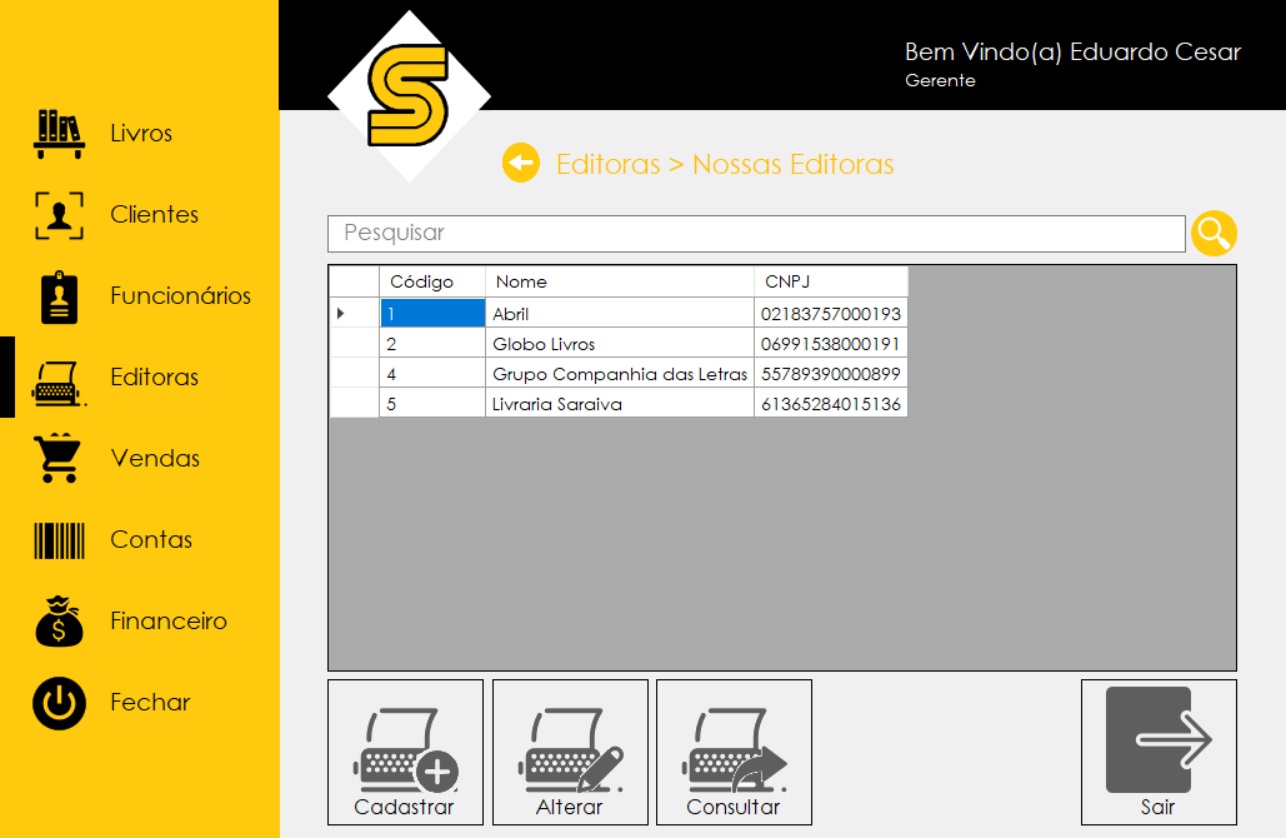 S
Bem Vindo(a) Eduardo Cesar
Gerente
Livros
Clientes
Funcionários
Editoras
Vendas
Contas
Financeiro
Fechar
Editoras > Nossas Editoras
Pesquisar
Código Nome CNPJ
1 Abril 02183757000193
2 Globo Livros 06991538000191
4 Grupo Companhia das Letras 55789390000899
5 Livraria Saraiva 61365284015136
Cadastrar
Alterar
Consultar
Sair